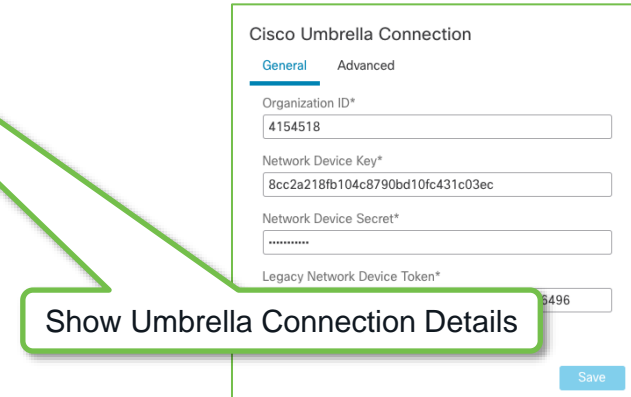 Cisco Umbrella Connection
General Advanced
Organization ID*
4154518
Network Device Key*
8cc2a218fb104c8790bd10fc431c03ec
Network Device Secret*
•••••••••••
Legacy Network Device Token*
6496
Show Umbrella Connection Details
Save